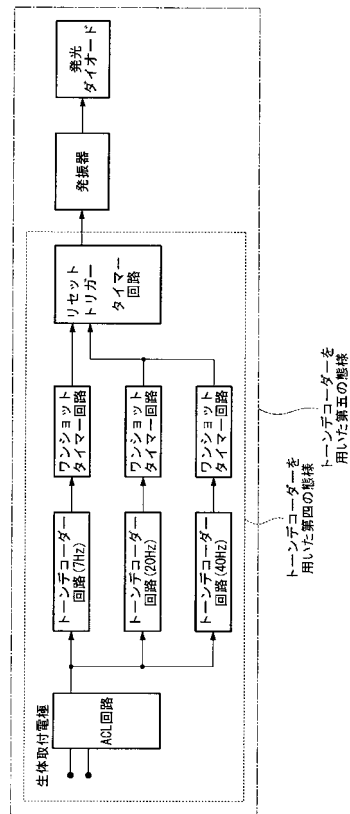 生体取付電極
ACL回路
トーンデコーダー
回路(7Hz)
トーンデコーダー
回路(20Hz)
トーンデコーダー
回路(40Hz)
ワンショット
タイマー回路
ワンショット
タイマー回路
ワンショット
タイマー回路
リセット
トリガー
タイマー
回路
発振器
発光
ダイオード
トーンデコーダーを
用いた第四の態様
トーンデコーダーを
用いた第五の態様